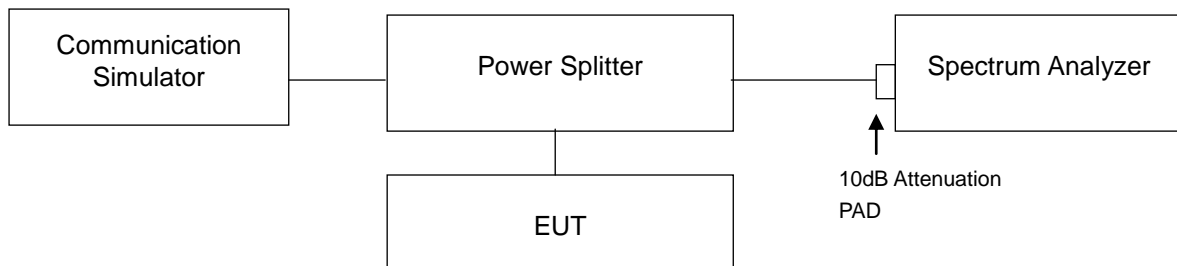 Communication
Simulator
Power Splitter
Spectrum Analyzer
10dB Attenuation
PAD
EUT